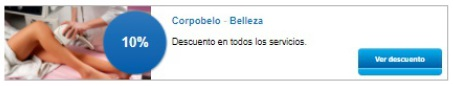 Corpobelo - Belleza
10%
Descuento en todos los servicios.
Ver descuento